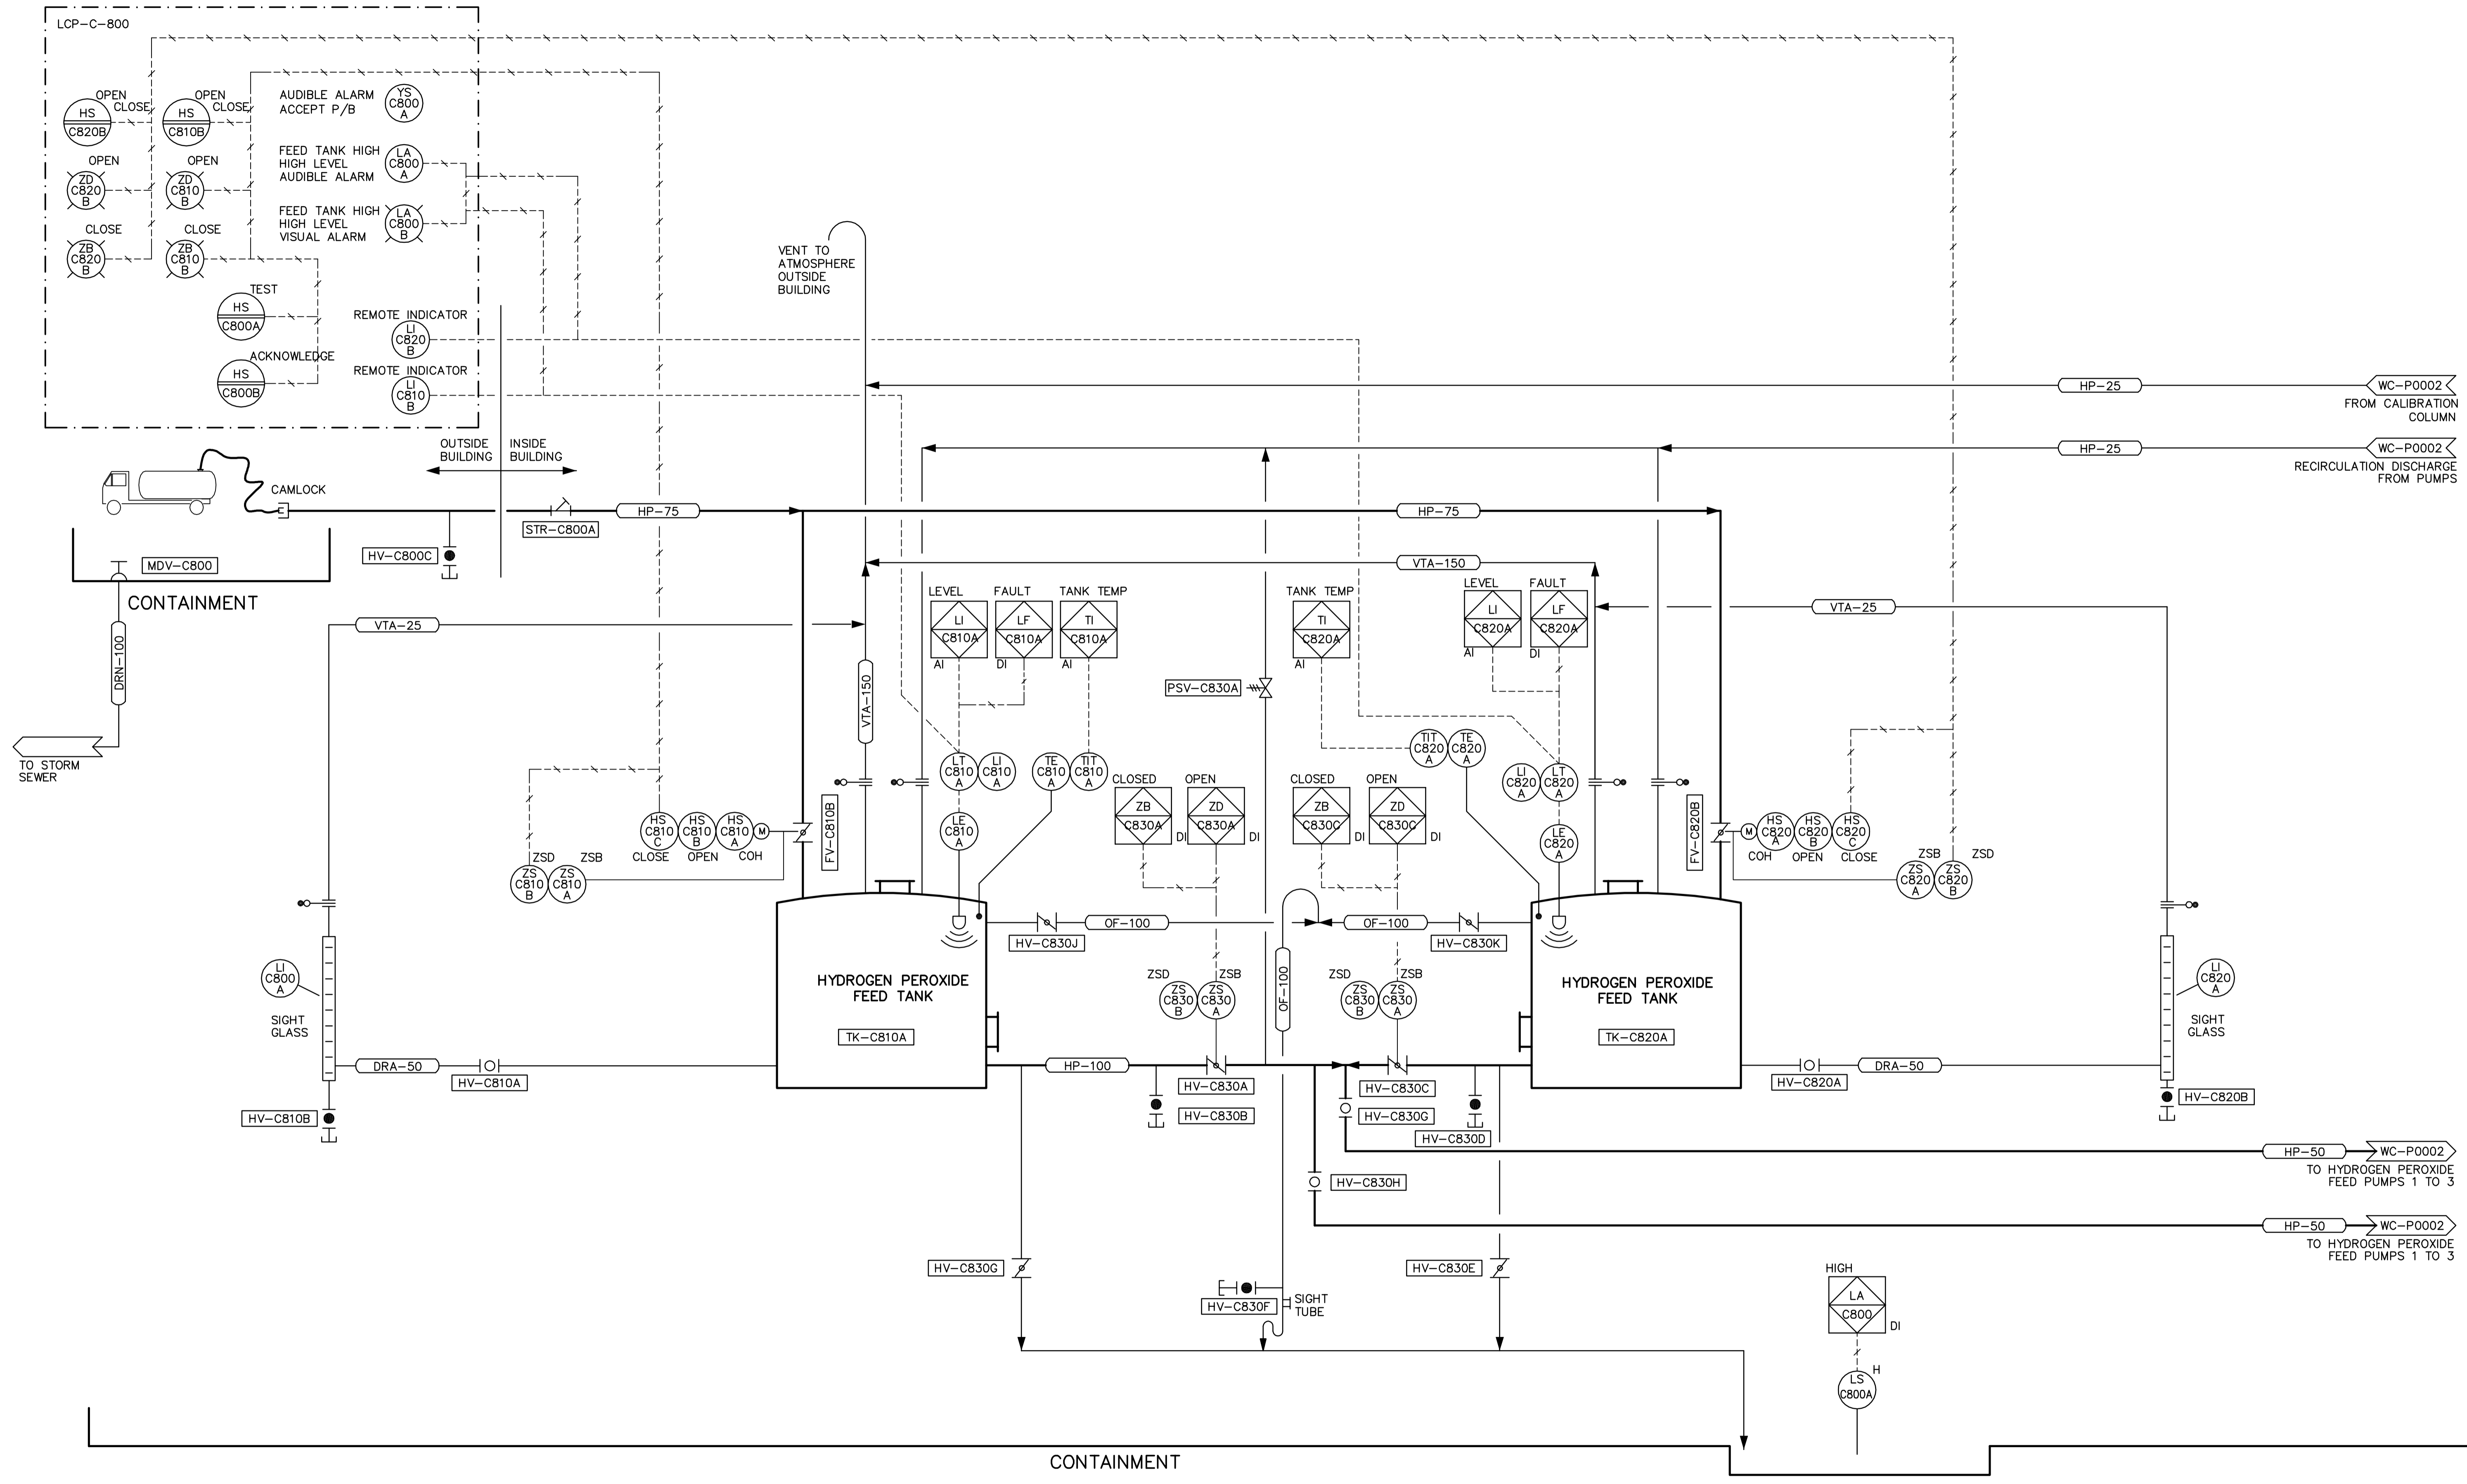 LCP-C-800
OPEN
CLOSE
HS
C820B
OPEN
CLOSE
HS
C810B
AUDIBLE ALARM
ACCEPT P/B
YS
C800
A
OPEN
ZD
C820
B
OPEN
ZD
C810
B
FEED TANK HIGH
HIGH LEVEL
AUDIBLE ALARM
LA
C800
A
CLOSE
ZB
C820
B
CLOSE
ZB
C810
B
FEED TANK HIGH
HIGH LEVEL
VISUAL ALARM
LA
C800
B
TEST
HS
C800A
REMOTE INDICATOR
LI
C820
B
ACKNOWLEDGE
HS
C800B
REMOTE INDICATOR
LI
C810
B
VENT TO
ATMOSPHERE
OUTSIDE
BUILDING
HP-25
WC-P0002
FROM CALIBRATION
COLUMN
HP-25
WC-P0002
RECIRCULATION DISCHARGE
FROM PUMPS
OUTSIDE
BUILDING
INSIDE
BUILDING
CAMLOCK
STR-C800A
HP-75
HP-75
HV-C800C
MDV-C800
CONTAINMENT
DRN-100
TO STORM
SEWER
VTA-25
VTA-150
VTA-150
VTA-25
LEVEL
LI
C810A
AI
FAULT
LF
C810A
DI
TANK TEMP
TI
C810A
AI
TANK TEMP
TI
C820A
AI
LEVEL
LI
C820A
AI
FAULT
LF
C820A
DI
PSV-C830A
LT
C810
A
LI
C810
A
TE
C810
A
TIT
C810
A
TIT
C820
A
TE
C820
A
LI
C820
A
LT
C820
A
CLOSED
ZB
C830A
DI
OPEN
ZD
C830A
DI
CLOSED
ZB
C830C
DI
OPEN
ZD
C830C
DI
LE
C810
A
LE
C820
A
HS
C810
C
HS
C810
B
HS
C810
A
M
CLOSE
OPEN
COH
FV-C810B
ZSD
ZSB
ZS
C810
B
ZS
C810
A
FV-C820B
M
HS
C820
A
HS
C820
B
HS
C820
C
COH
OPEN
CLOSE
ZSB
ZSD
ZS
C820
A
ZS
C820
B
OF-100
HV-C830J
OF-100
HV-C830K
OF-100
LI
C800
A
SIGHT
GLASS
HYDROGEN PEROXIDE
FEED TANK
TK-C810A
ZSD
ZSB
ZS
C830
B
ZS
C830
A
ZSD
ZSB
ZS
C830
B
ZS
C830
A
HYDROGEN PEROXIDE
FEED TANK
TK-C820A
LI
C820
A
SIGHT
GLASS
DRA-50
HV-C810A
HP-100
HV-C830A
HV-C830B
HV-C830C
HV-C830G
HV-C830D
HV-C820A
DRA-50
HV-C810B
HV-C820B
HP-50
WC-P0002
TO HYDROGEN PEROXIDE
FEED PUMPS 1 TO 3
HV-C830H
HP-50
WC-P0002
TO HYDROGEN PEROXIDE
FEED PUMPS 1 TO 3
HV-C830G
HV-C830E
HV-C830F
SIGHT
TUBE
HIGH
LA
C800
DI
H
LS
C800A
CONTAINMENT